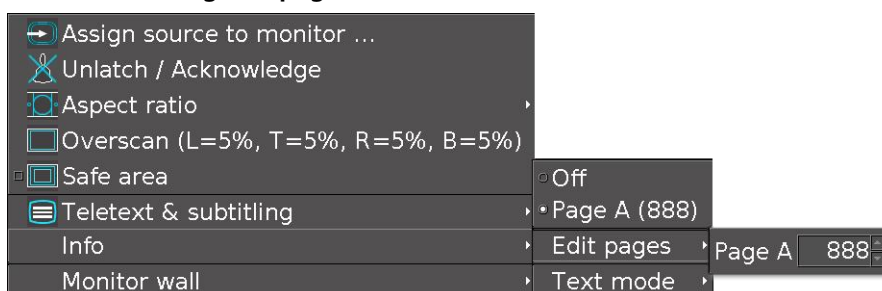 Assign source to monitor ...
Unlatch / Acknowledge
Aspect ratio
Overscan (L=5%, T=5%, R=5%, B=5%)
Safe area
Off
Teletext & subtitling
Page A (888)
Info
Edit pages
Page A 888
Monitor wall
Text mode